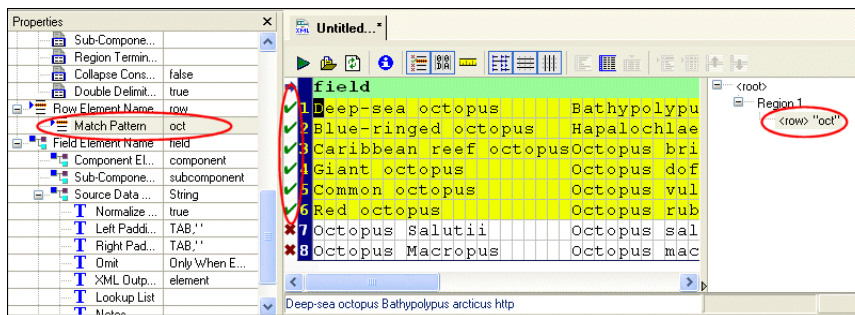 Properties
Sub-Compone...
Region Termin...
Collapse Cons... false
Double Delimit... true
Row Element Name row
Match Pattern oct
Field Element Name field
Component El... component
Sub-Compone... subcomponent
Source Data ... String
Normalize ... true
Left Paddi... TAB,' '
Right Pad... TAB,' '
Omit Only When E...
XML Outp... element
Lookup List
Notes
Untitled...*
field
1 Deep-sea octopus Bathypolypu
2 Blue-ringed octopus Hapalochlae
3 Caribbean reef octopus Octopus bri
4 Giant octopus Octopus dof
5 Common octopus Octopus vul
6 Red octopus Octopus rub
7 Octopus Salutii Octopus sal
8 Octopus Macropus Octopus mac
Deep-sea octopus Bathypolypus arcticus http
<root>
Region 1
<row> "oct"